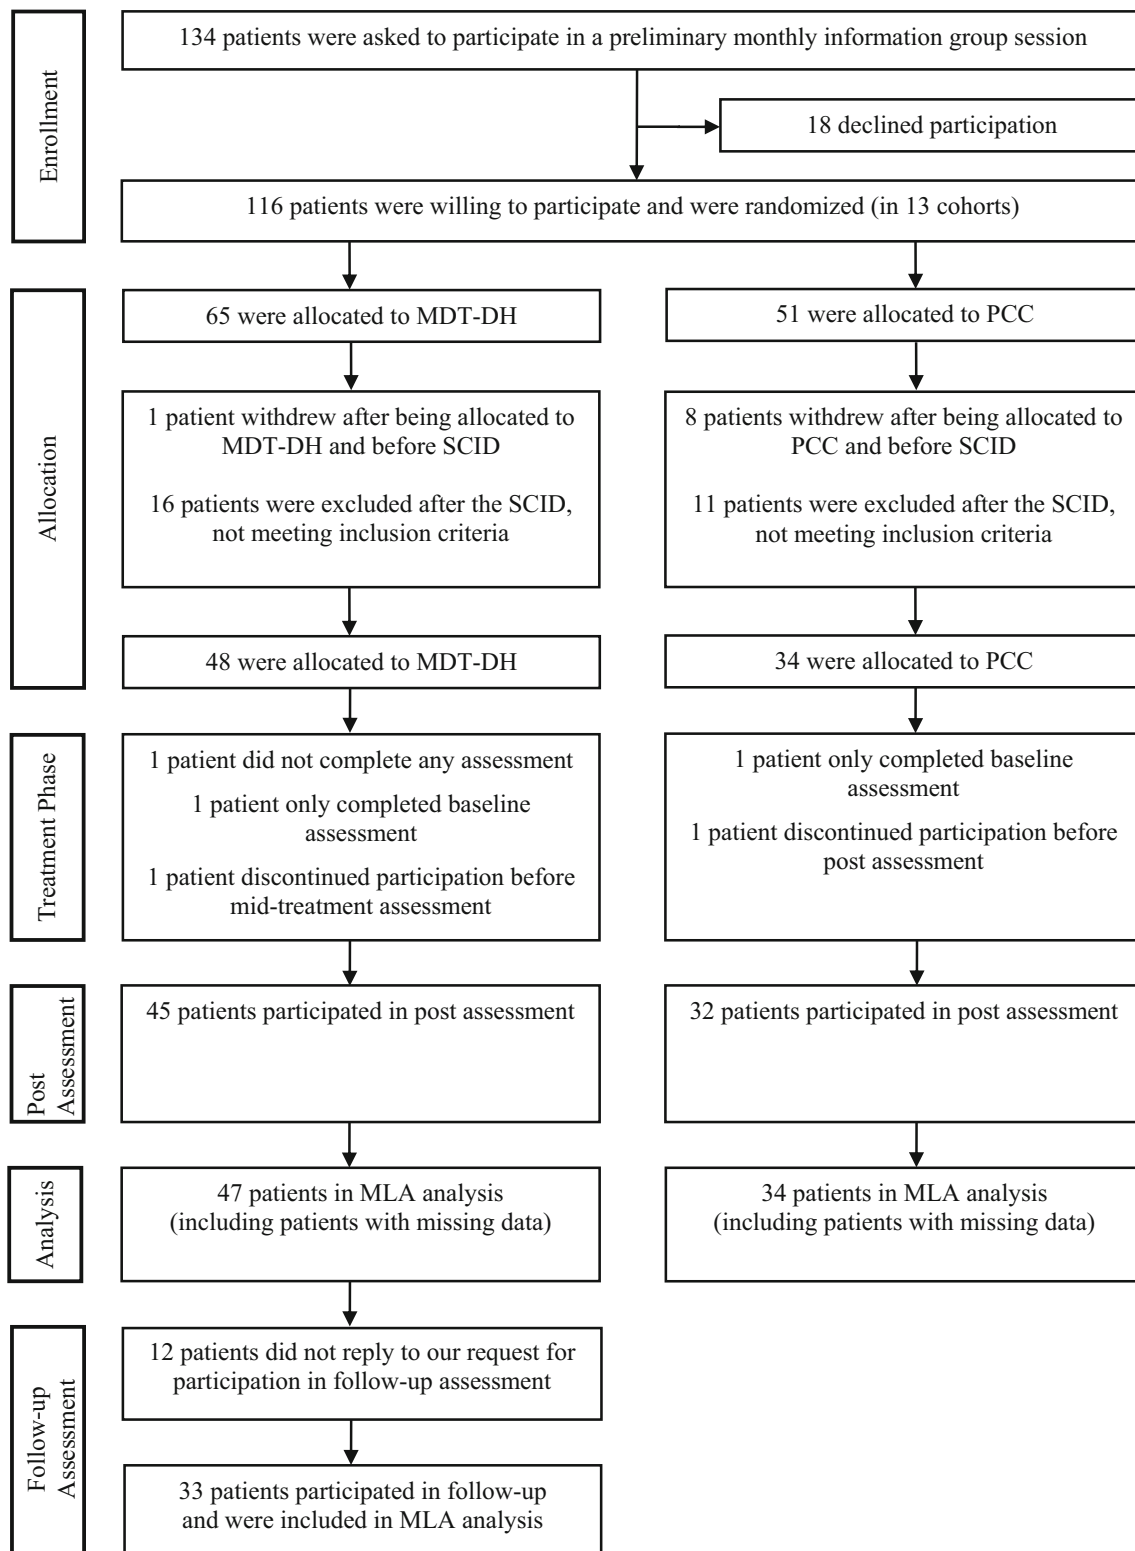 Enrollment
134 patients were asked to participate in a preliminary monthly information group session
18 declined participation
116 patients were willing to participate and were randomized (in 13 cohorts)
Allocation
65 were allocated to MDT-DH
51 were allocated to PCC
1 patient withdrew after being allocated to
MDT-DH and before SCID
16 patients were excluded after the SCID,
not meeting inclusion criteria
8 patients withdrew after being allocated to
PCC and before SCID
11 patients were excluded after the SCID,
not meeting inclusion criteria
48 were allocated to MDT-DH
34 were allocated to PCC
Treatment Phase
1 patient did not complete any assessment
1 patient only completed baseline
assessment
1 patient discontinued participation before
mid-treatment assessment
1 patient only completed baseline
assessment
1 patient discontinued participation before
post assessment
Post
Assessment
45 patients participated in post assessment
32 patients participated in post assessment
Analysis
47 patients in MLA analysis
(including patients with missing data)
34 patients in MLA analysis
(including patients with missing data)
Follow-up
Assessment
12 patients did not reply to our request for
participation in follow-up assessment
33 patients participated in follow-up
and were included in MLA analysis